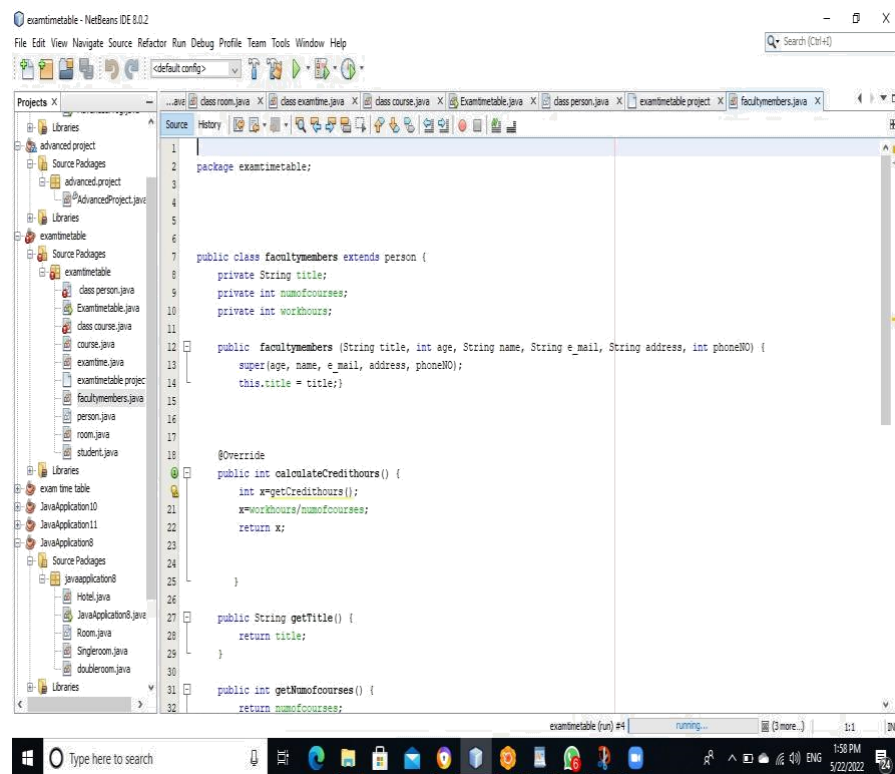 examtimetable - NetBeans IDE 8.0.2
File Edit View Navigate Source Refactor Run Debug Profile Team Tools Window Help
Search (Ctrl+I)
<default config>
Projects X
...ave class room.java X class examtime.java X class course.java X Examtimetable.java X class person.java X examtimetable project X facultymembers.java X
Source History
Libraries
advanced project
Source Packages
advanced.project
AdvancedProject.java
Libraries
examtimetable
Source Packages
examtimetable
class person.java
Examtimetable.java
class course.java
course.java
examtime.java
examtimetable projec
facultymembers.java
person.java
room.java
student.java
Libraries
exam time table
JavaApplication10
JavaApplication11
JavaApplication8
Source Packages
javaapplication8
Hotel.java
JavaApplication8.java
Room.java
Singleroom.java
doubleroom.java
Libraries
1
2 package examtimetable;
3
4
5
6
7 public class facultymembers extends person {
8 private String title;
9 private int numofcourses;
10 private int workhours;
11
12 public facultymembers (String title, int age, String name, String e_mail, String address, int phoneNO) {
13 super(age, name, e_mail, address, phoneNO);
14 this.title = title;}
15
16
17
18 @Override
public int calculateCredithours() {
int x=getCredithours();
21 x=workhours/numofcourses;
22 return x;
23
24
25 }
26
27 public String getTitle() {
28 return title;
29 }
30
31 public int getNumofcourses() {
32 return numofcourses;
examtimetable (run) #4 running... (3 more...) 1:1 IN
Type here to search
6
ENG
1:58 PM
5/22/2022
24